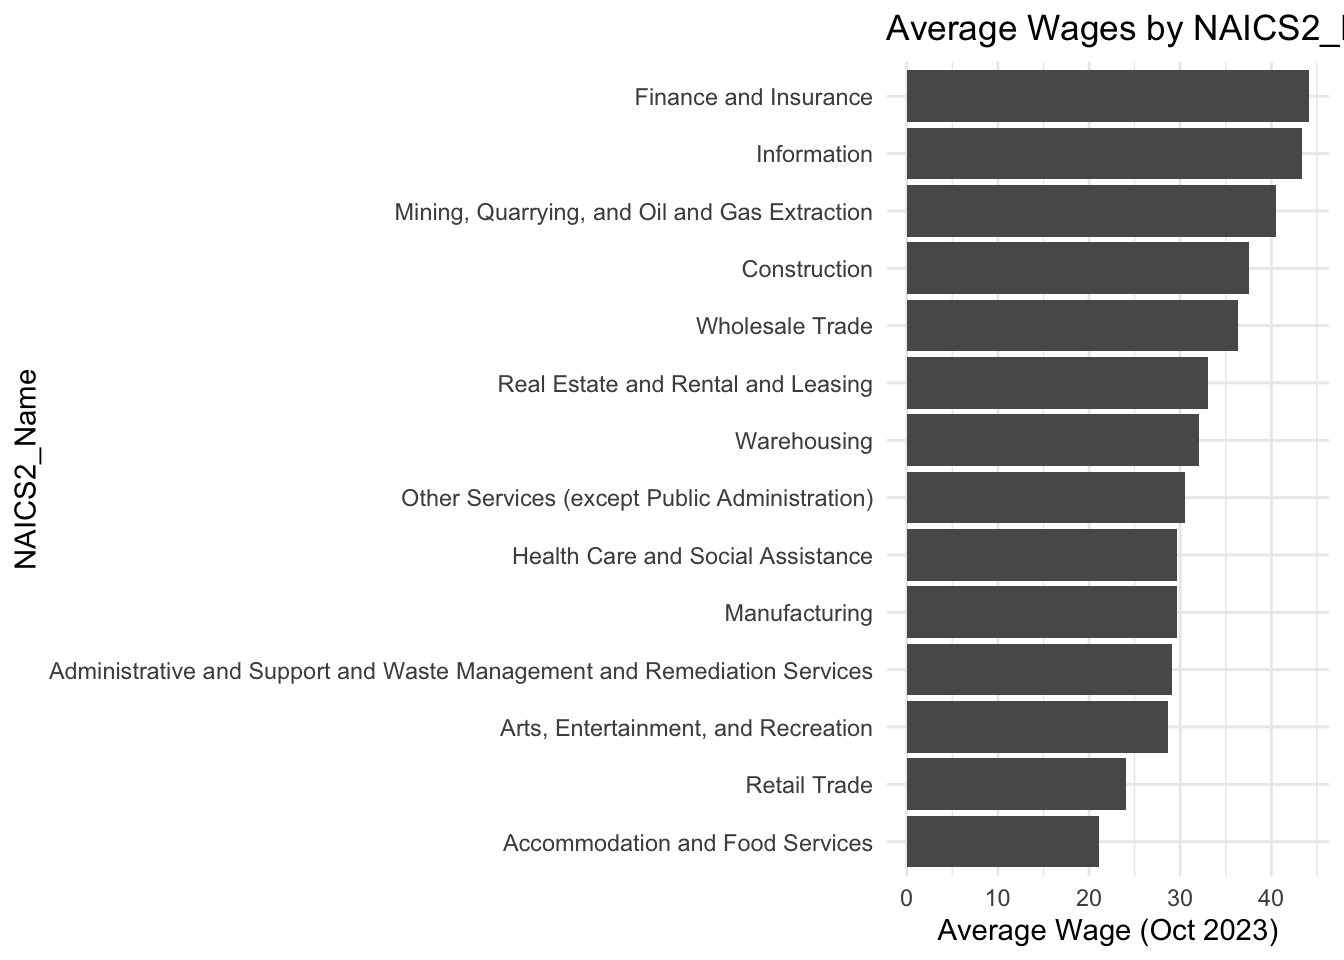 Average Wages by NAICS2_
Finance and Insurance
Information
Mining, Quarrying, and Oil and Gas Extraction
Construction
Wholesale Trade
Real Estate and Rental and Leasing
Warehousing
Other Services (except Public Administration)
Health Care and Social Assistance
Manufacturing
Administrative and Support and Waste Management and Remediation Services
Arts, Entertainment, and Recreation
Retail Trade
Accommodation and Food Services
NAICS2_Name
0 10 20 30 40
Average Wage (Oct 2023)